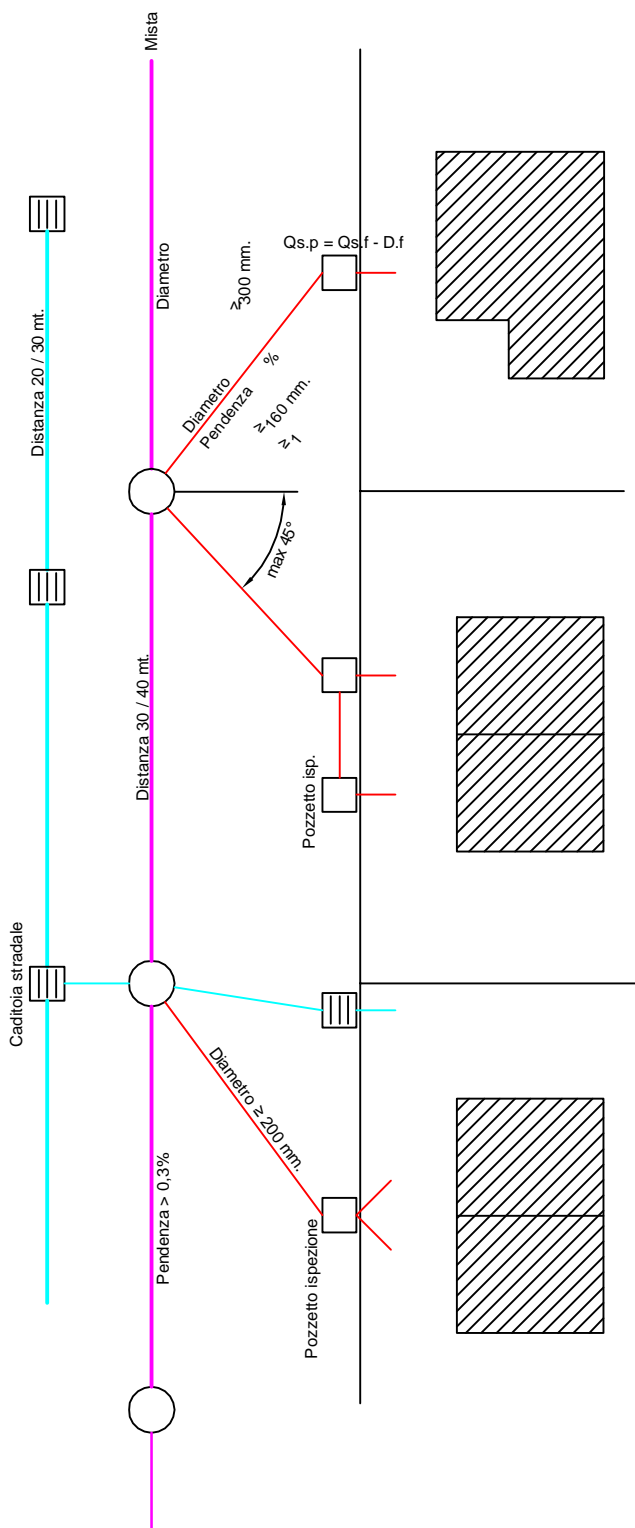 Mista
Qs.p = Qs.f - D.f
Diametro
≥300 mm.
Distanza 20 / 30 mt.
Diametro
Pendenza %
≥160 mm.
≥1
max 45°
Distanza 30 / 40 mt.
Pozzetto isp.
Caditoia stradale
Diametro ≥ 200 mm.
Pendenza > 0,3%
Pozzetto ispezione